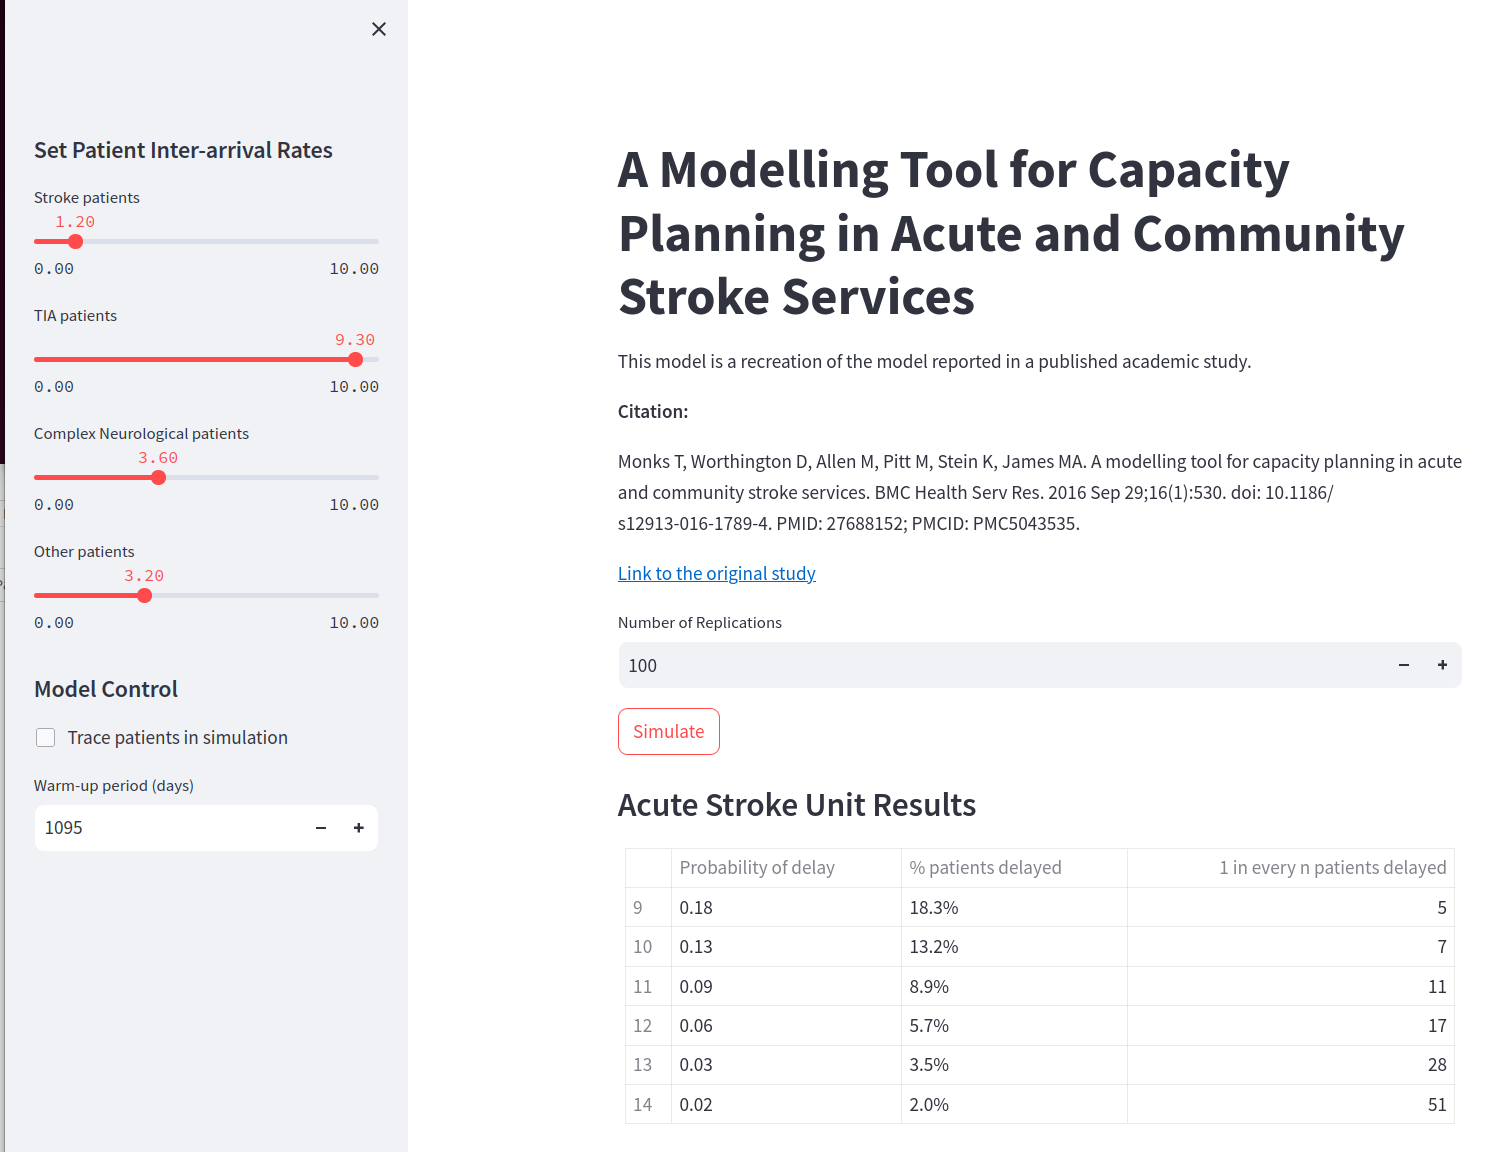 Set Patient Inter-arrival Rates
Stroke patients
1.20
0.00 10.00
TIA patients
9.30
0.00 10.00
Complex Neurological patients
3.60
0.00 10.00
Other patients
3.20
0.00 10.00
Model Control
Trace patients in simulation
Warm-up period (days)
1095
A Modelling Tool for Capacity
Planning in Acute and Community
Stroke Services
This model is a recreation of the model reported in a published academic study.
Citation:
Monks T, Worthington D, Allen M, Pitt M, Stein K, James MA. A modelling tool for capacity planning in acute
and community stroke services. BMC Health Serv Res. 2016 Sep 29;16(1):530. doi: 10.1186/
s12913-016-1789-4. PMID: 27688152; PMCID: PMC5043535.
Link to the original study
Number of Replications
100
Simulate
Acute Stroke Unit Results
Probability of delay % patients delayed 1 in every n patients delayed
9 0.18 18.3% 5
10 0.13 13.2% 7
11 0.09 8.9% 11
12 0.06 5.7% 17
13 0.03 3.5% 28
14 0.02 2.0% 51